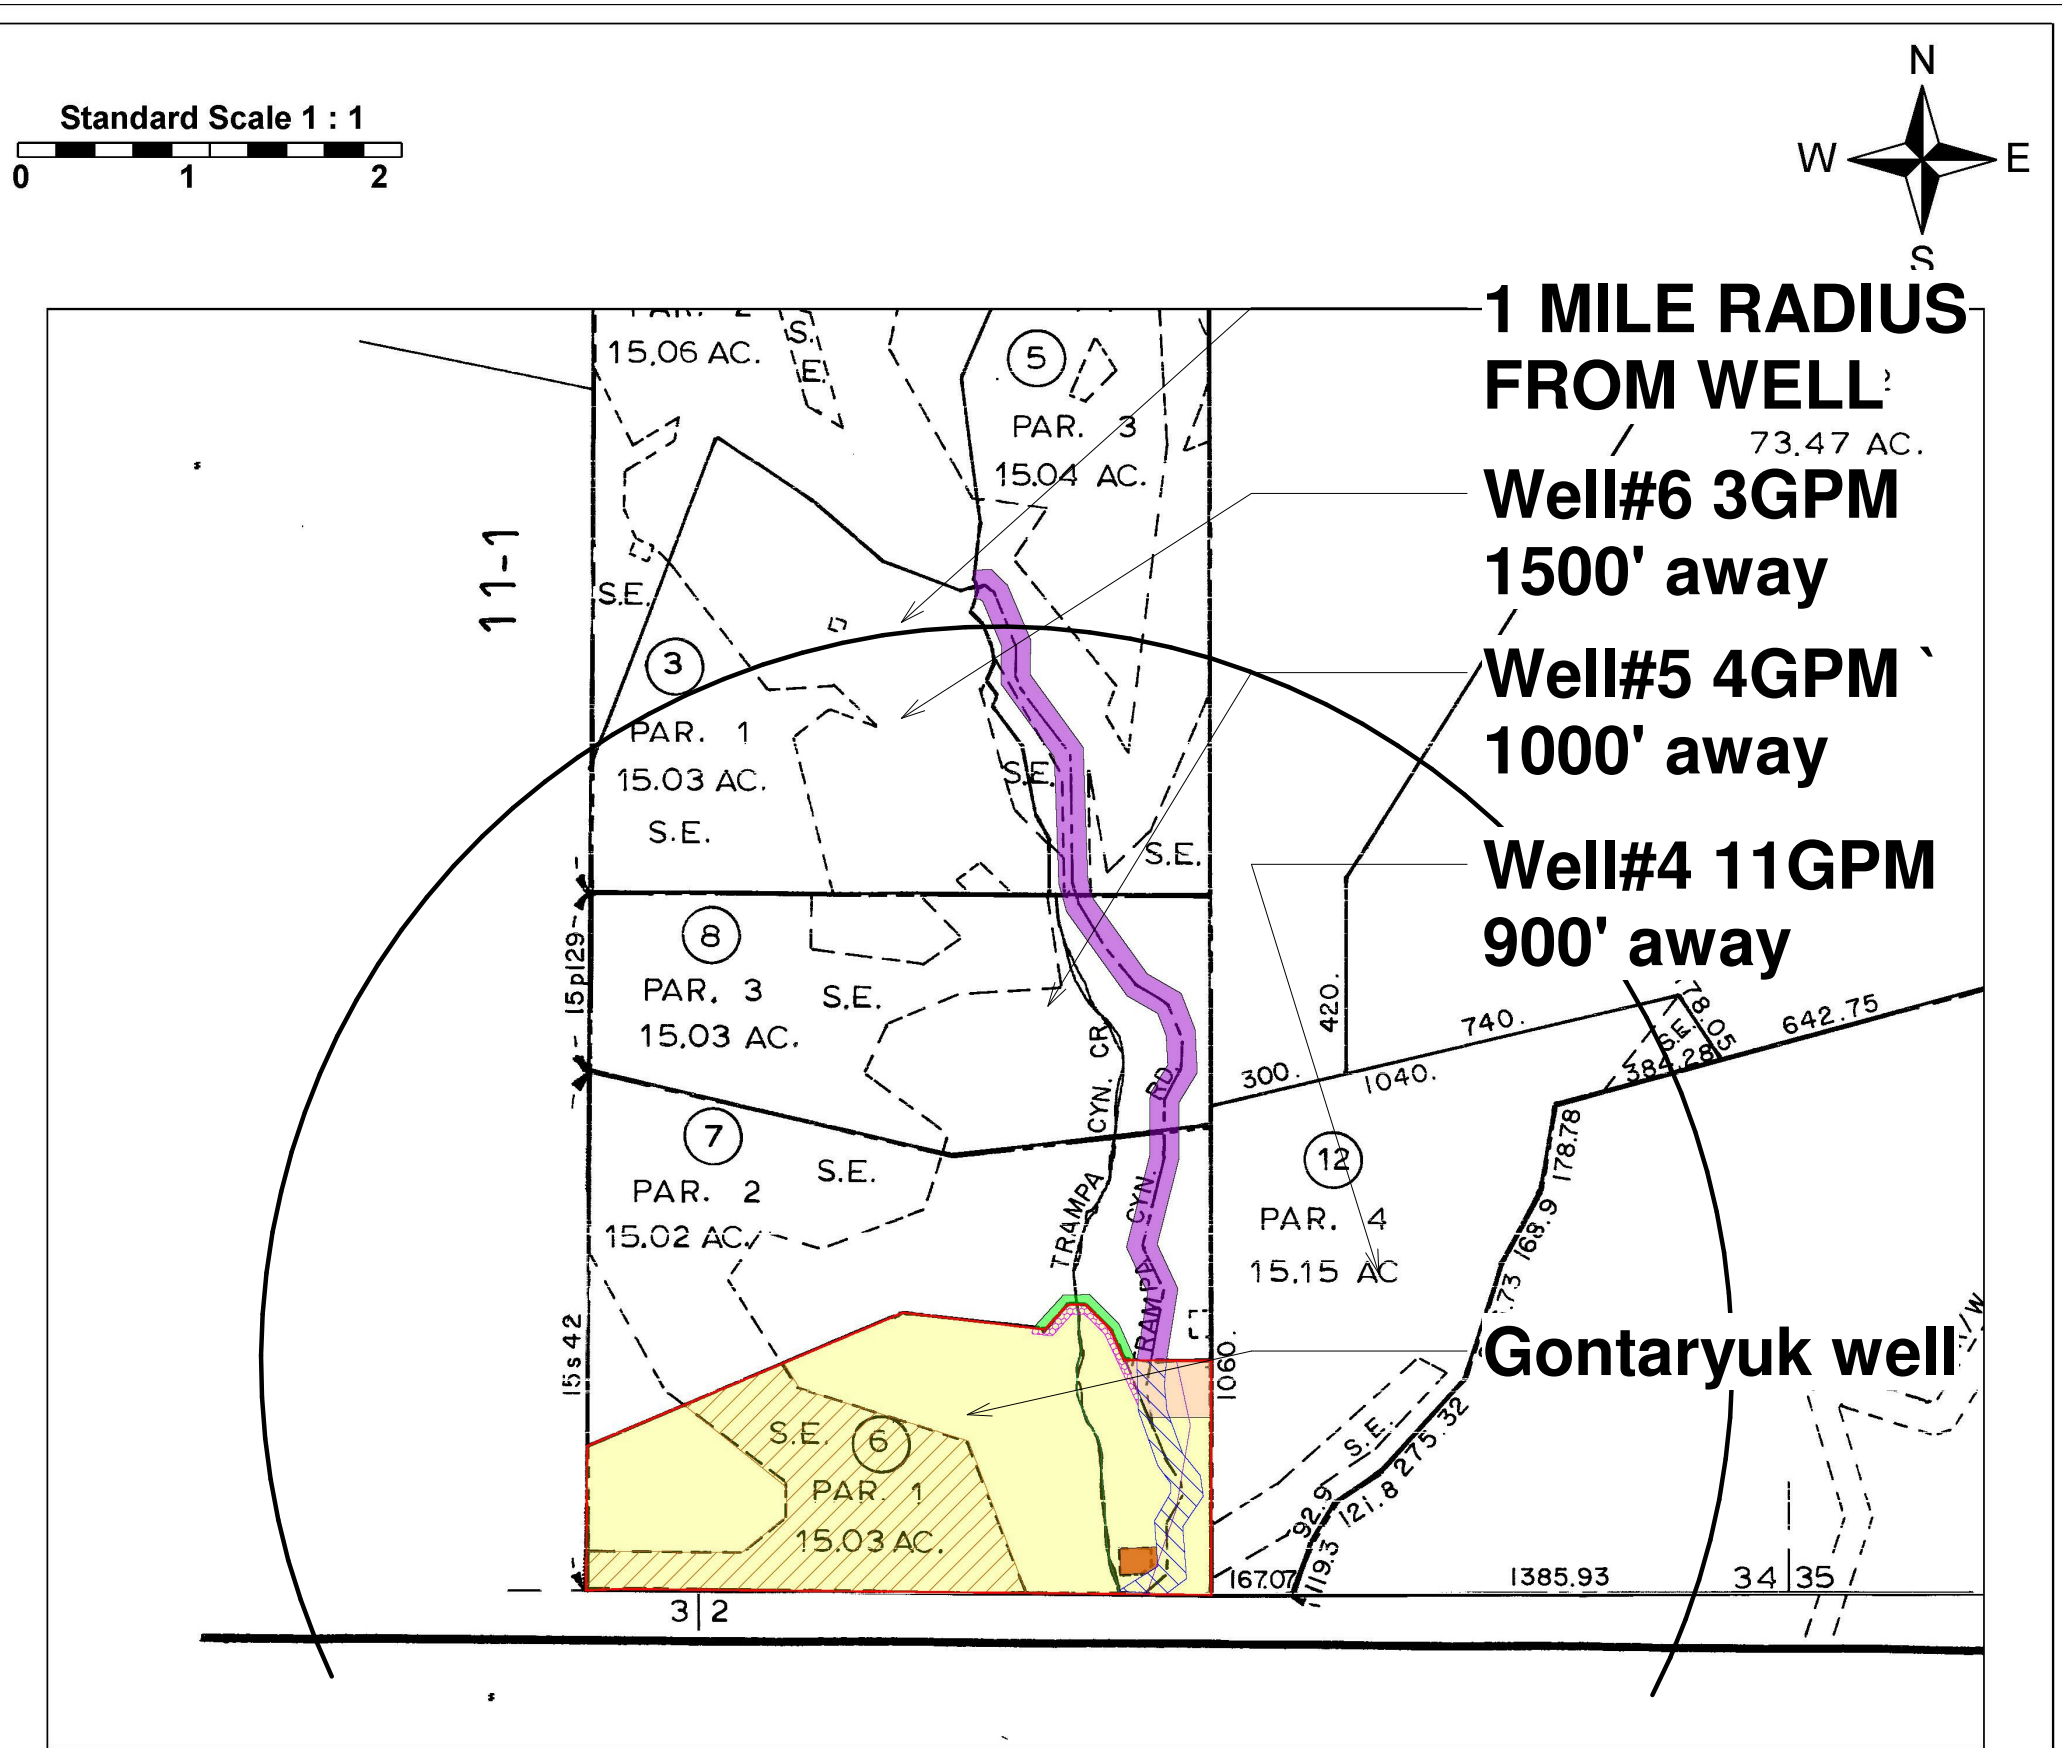 N
Standard Scale 1 : 1
W E
0 1 2
S
1 MILE RADIUS
FROM WELL
73.47 AC.
15.06 AC.
S.
E.
5
PAR. 3
15.04 AC.
Well#6 3GPM
1500' away
11-1
S.E.
3
Well#5 4GPM `
1000' away
PAR. 1
15.03 AC.
S.E.
S.E.
S.E.
Well#4 11GPM
900' away
8
PAR. 3
15.03 AC.
S.E.
15p129
420.
740.
78.05
S.E.
642.75
384.28
300.
1040.
TRAMPA CYN. CR.
TRAMPA CYN. RD.
7
PAR. 2
15.02 AC.
S.E.
12
PAR. 4
15.15 AC
178.78
168.9
.73
Gontaryuk well
/W
15s42
1060.
S.E.
6
PAR. 1
15.03 AC.
S.E.
275.32
121.8
92.9
119.3
167.07
1385.93
34 35
3 2